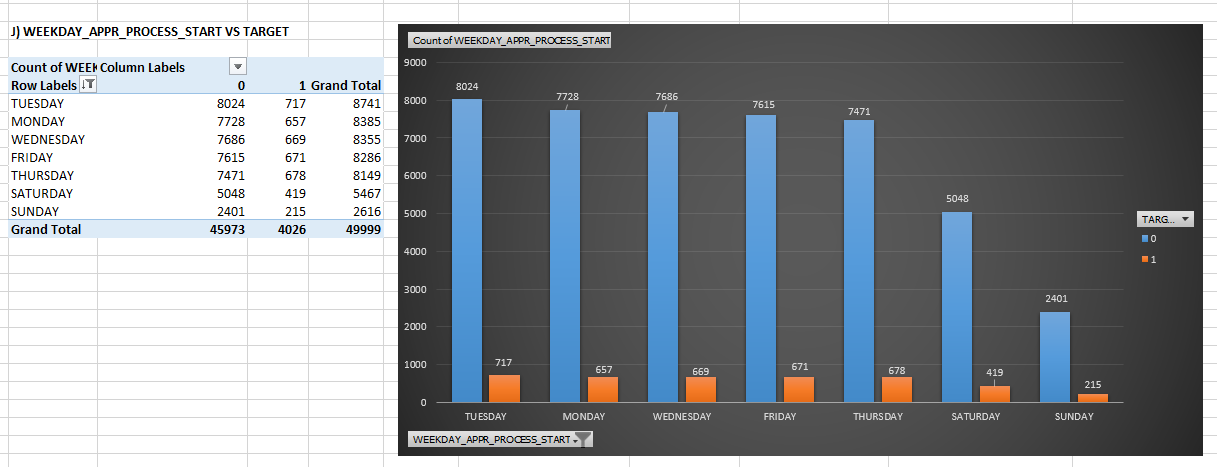 J) WEEKDAY_APPR_PROCESS_START VS TARGET
Count of WEEK Column Labels
Row Labels 0 1 Grand Total
TUESDAY 8024 717 8741
MONDAY 7728 657 8385
WEDNESDAY 7686 669 8355
FRIDAY 7615 671 8286
THURSDAY 7471 678 8149
SATURDAY 5048 419 5467
SUNDAY 2401 215 2616
Grand Total 45973 4026 49999
Count of WEEKDAY_APPR_PROCESS_START
9000
8000
7000
6000
5000
4000
3000
2000
1000
0
8024 7728 7686 7615 7471 5048 2401
717 657 669 671 678 419 215
TUESDAY MONDAY WEDNESDAY FRIDAY THURSDAY SATURDAY SUNDAY
TARG...
0
1
WEEKDAY_APPR_PROCESS_START